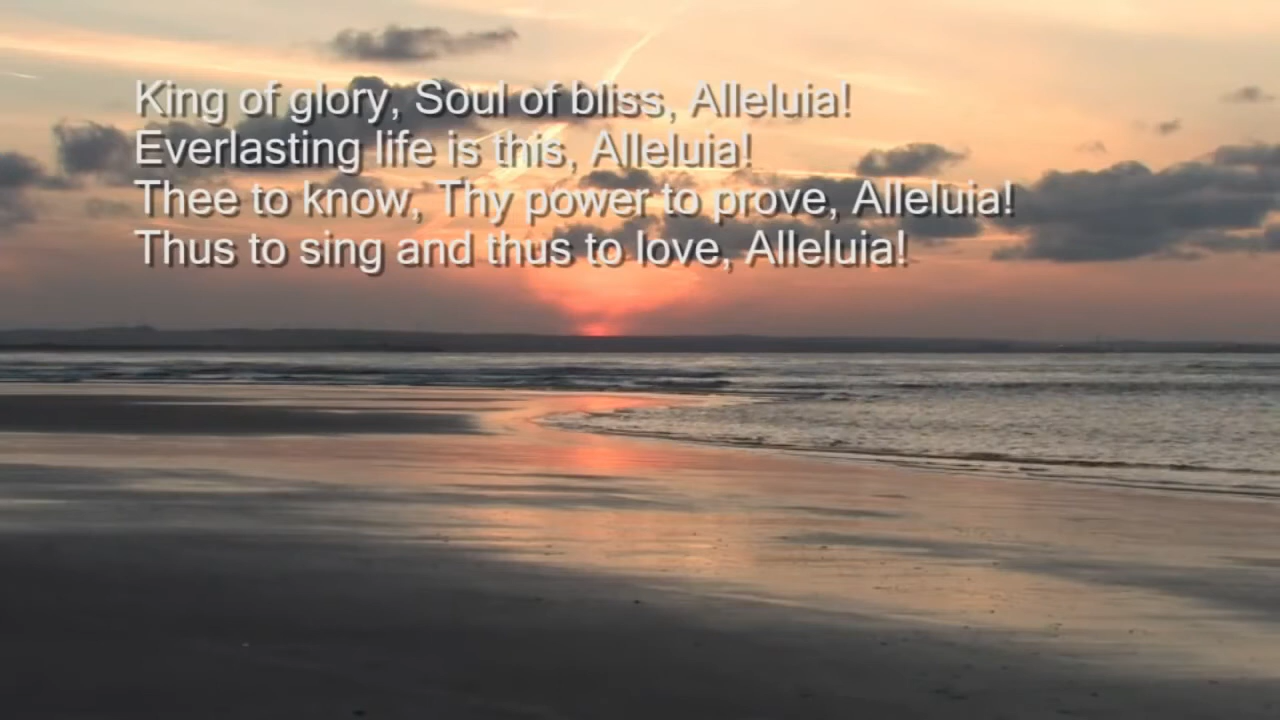 King of glory, Soul of bliss, Alleluia!
Everlasting life is this, Alleluia!
Thee to know, Thy power to prove, Alleluia!
Thus to sing and thus to love, Alleluia!